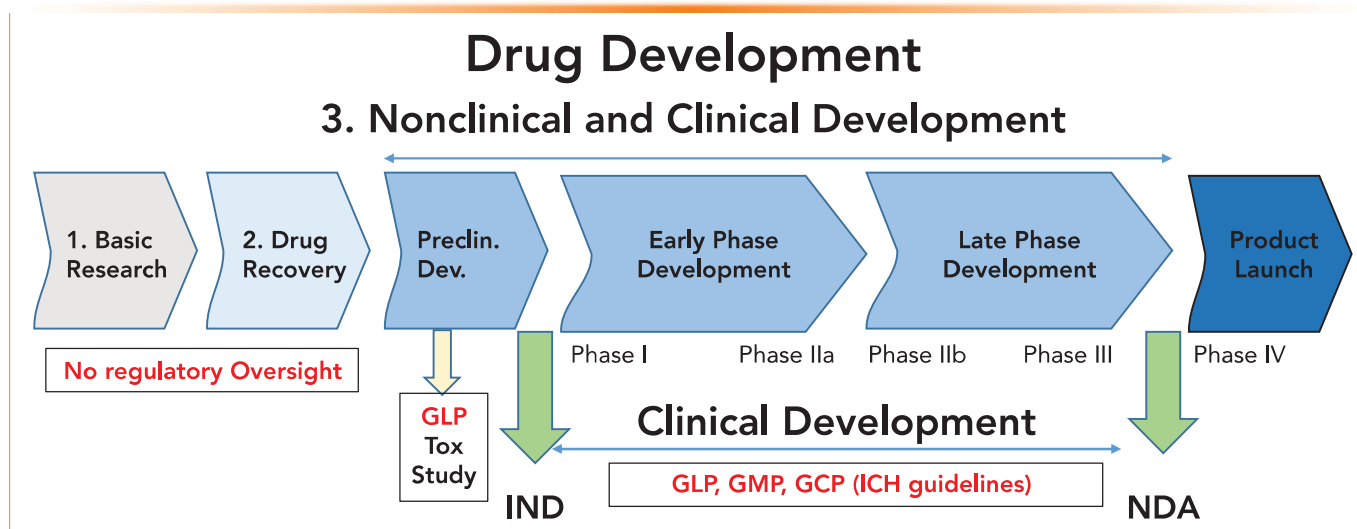 Drug Development
3. Nonclinical and Clinical Development
1. Basic
Research
2. Drug
Recovery
Preclin.
Dev.
Early Phase
Development
Late Phase
Development
Product
Launch
No regulatory Oversight
Phase I
Phase IIa
Phase IIb
Phase III
Phase IV
GLP
Tox
Study
Clinical Development
GLP, GMP, GCP (ICH guidelines)
IND
NDA